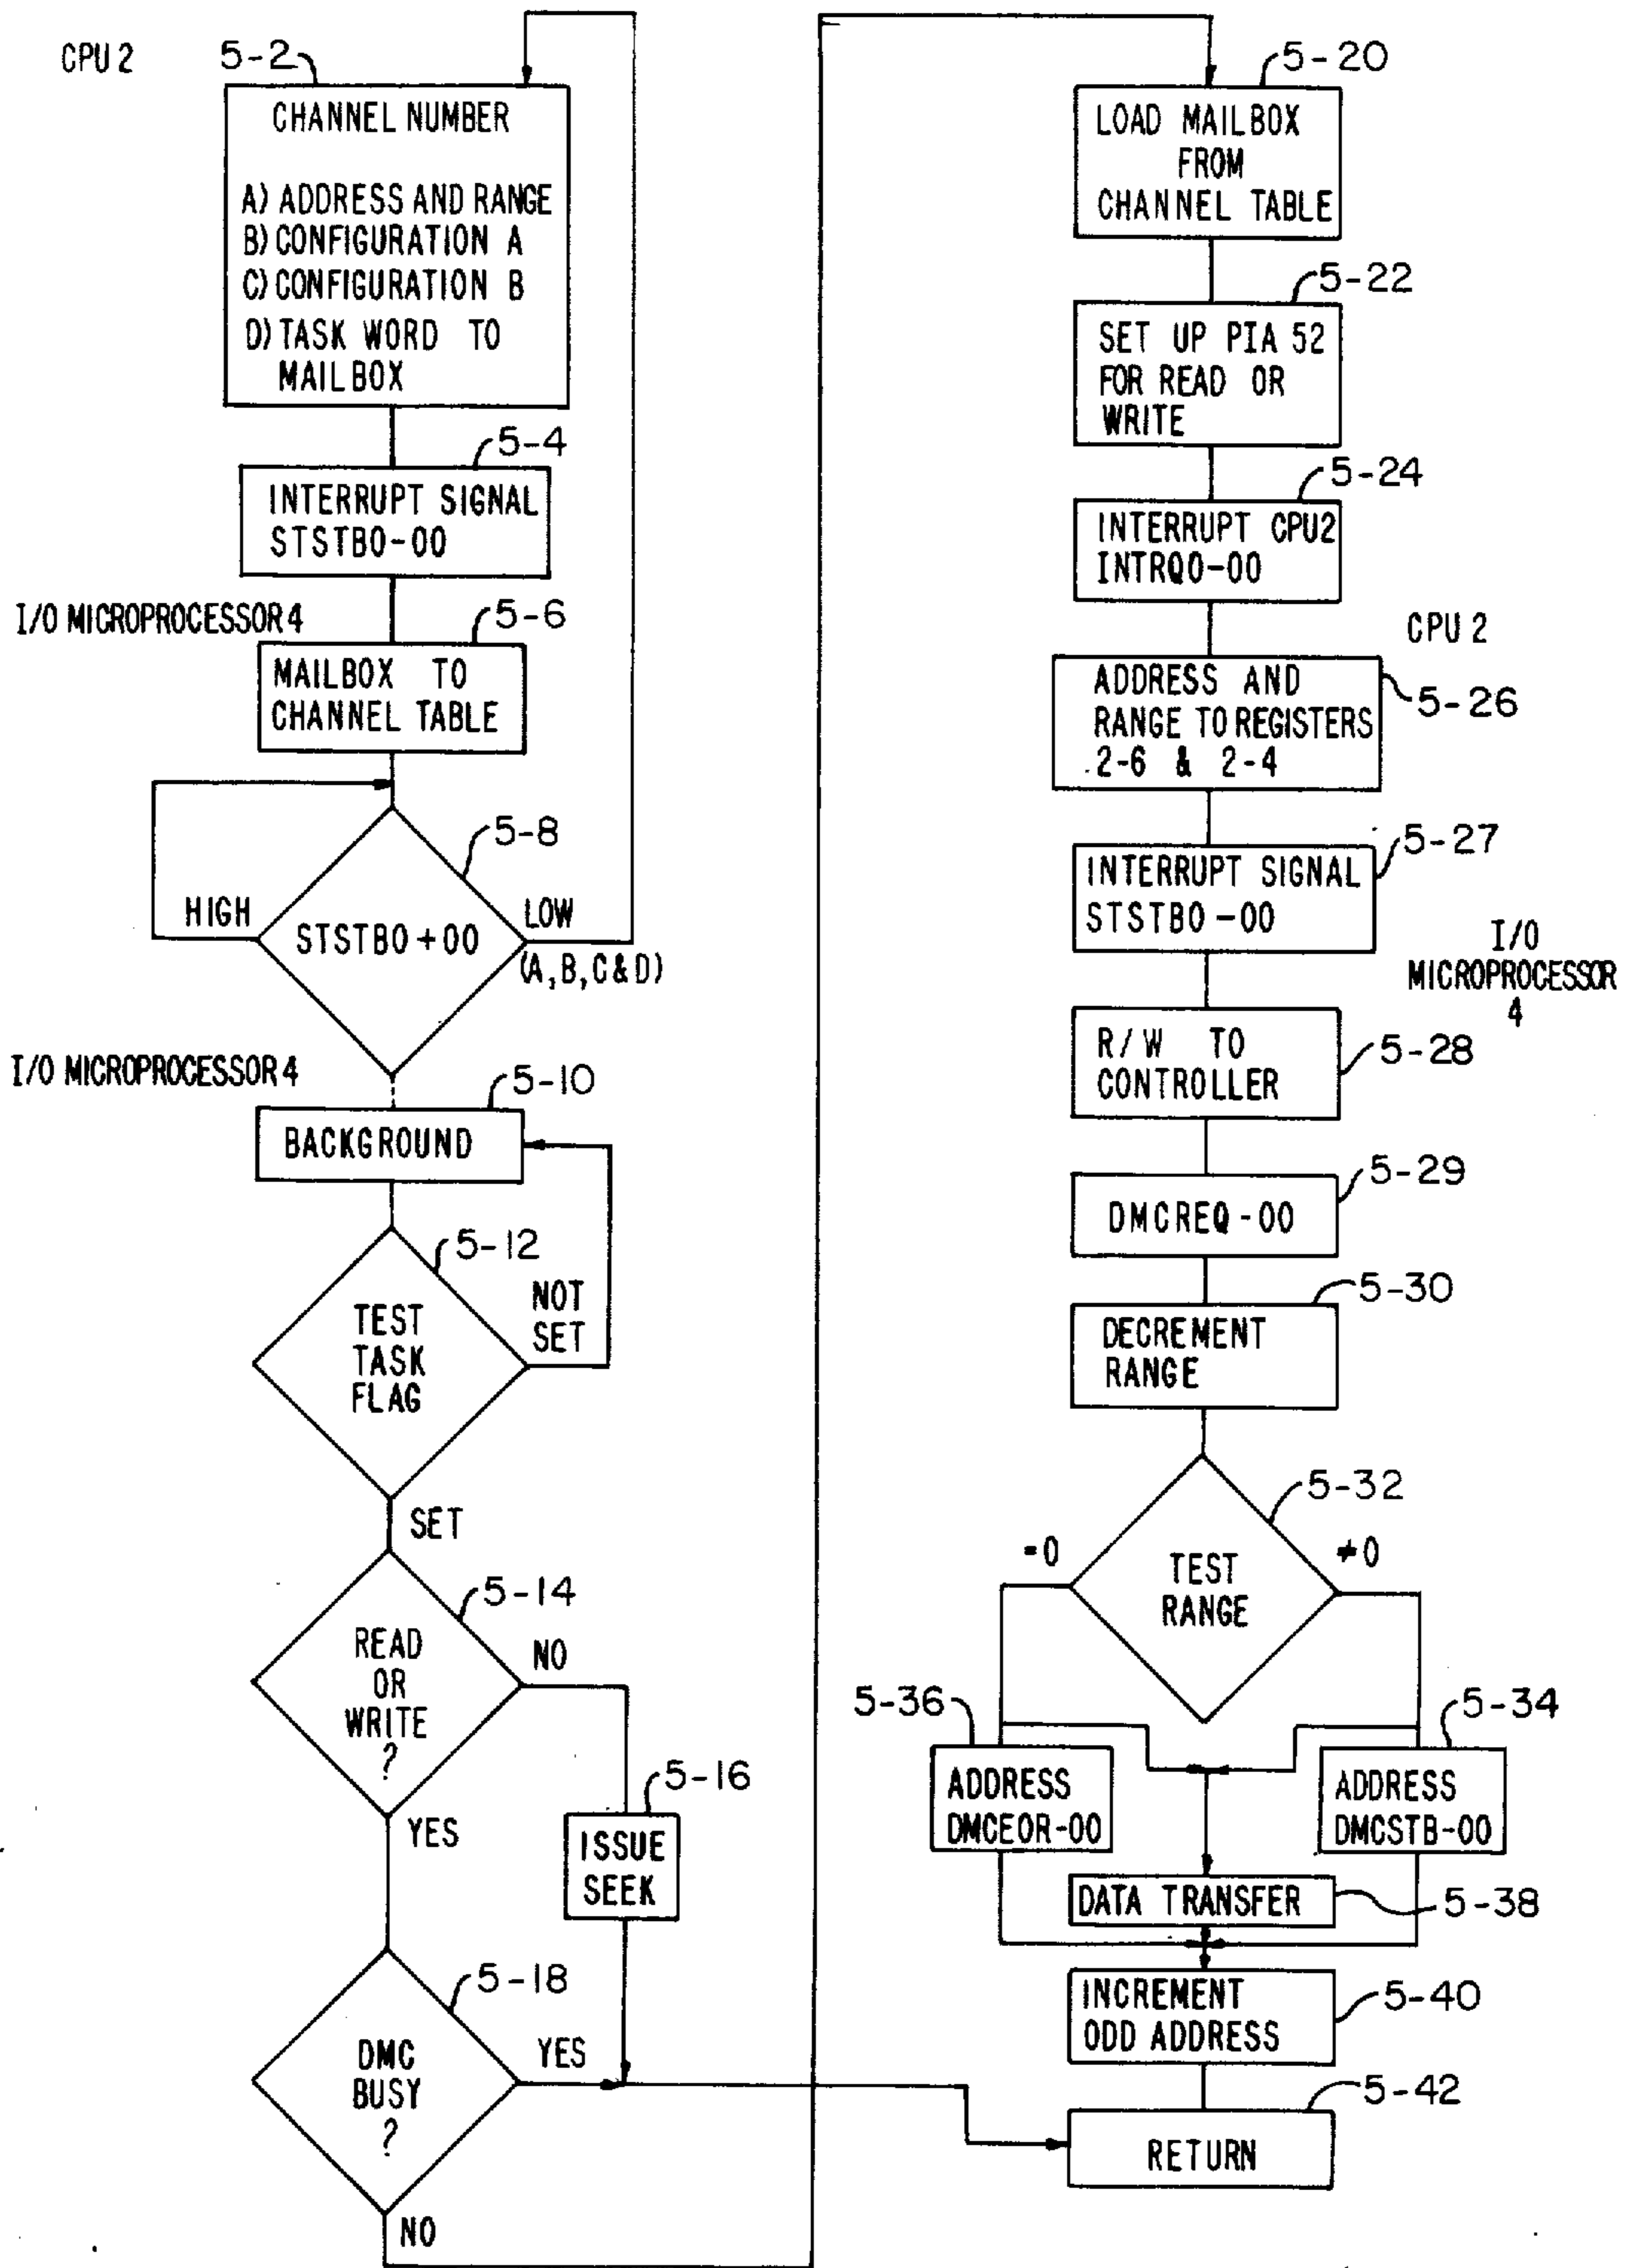 CPU 2
5-2
CHANNEL NUMBER
A) ADDRESS AND RANGE
B) CONFIGURATION A
C) CONFIGURATION B
D) TASK WORD TO
MAILBOX
5-4
INTERRUPT SIGNAL
STSTBO-00
I/O MICROPROCESSOR 4
5-6
MAILBOX TO
CHANNEL TABLE
5-8
HIGH
STSTBO+00
LOW
(A, B, C & D)
I/O MICROPROCESSOR 4
5-10
BACKGROUND
5-12
TEST
TASK
FLAG
NOT
SET
SET
5-14
READ
OR
WRITE
?
NO
YES
5-16
ISSUE
SEEK
5-18
DMC
BUSY
?
YES
NO
5-20
LOAD MAILBOX
FROM
CHANNEL TABLE
5-22
SET UP PIA 52
FOR READ OR
WRITE
5-24
INTERRUPT CPU2
INTRQO-00
CPU 2
ADDRESS AND
RANGE TO REGISTERS
2-6 & 2-4
5-26
5-27
INTERRUPT SIGNAL
STSTBO-00
I/O
MICROPROCESSOR
4
R/W TO
CONTROLLER
5-28
5-29
DMCREQ-00
5-30
DECREMENT
RANGE
5-32
=0
≠0
TEST
RANGE
5-36
ADDRESS
DMCEOR-00
5-34
ADDRESS
DMCSTB-00
DATA TRANSFER
5-38
INCREMENT
ODD ADDRESS
5-40
5-42
RETURN